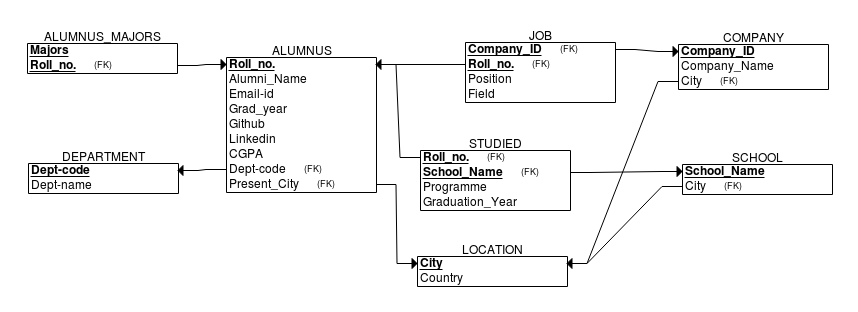 ALUMNUS_MAJORS
Majors
Roll_no. (FK)
ALUMNUS
Roll_no.
Alumni_Name
Email-id
Grad_year
Github
Linkedin
CGPA
Dept-code (FK)
Present_City (FK)
DEPARTMENT
Dept-code
Dept-name
JOB
Company_ID (FK)
Roll_no. (FK)
Position
Field
COMPANY
Company_ID
Company_Name
City (FK)
STUDIED
Roll_no. (FK)
School_Name (FK)
Programme
Graduation_Year
SCHOOL
School_Name
City (FK)
LOCATION
City
Country